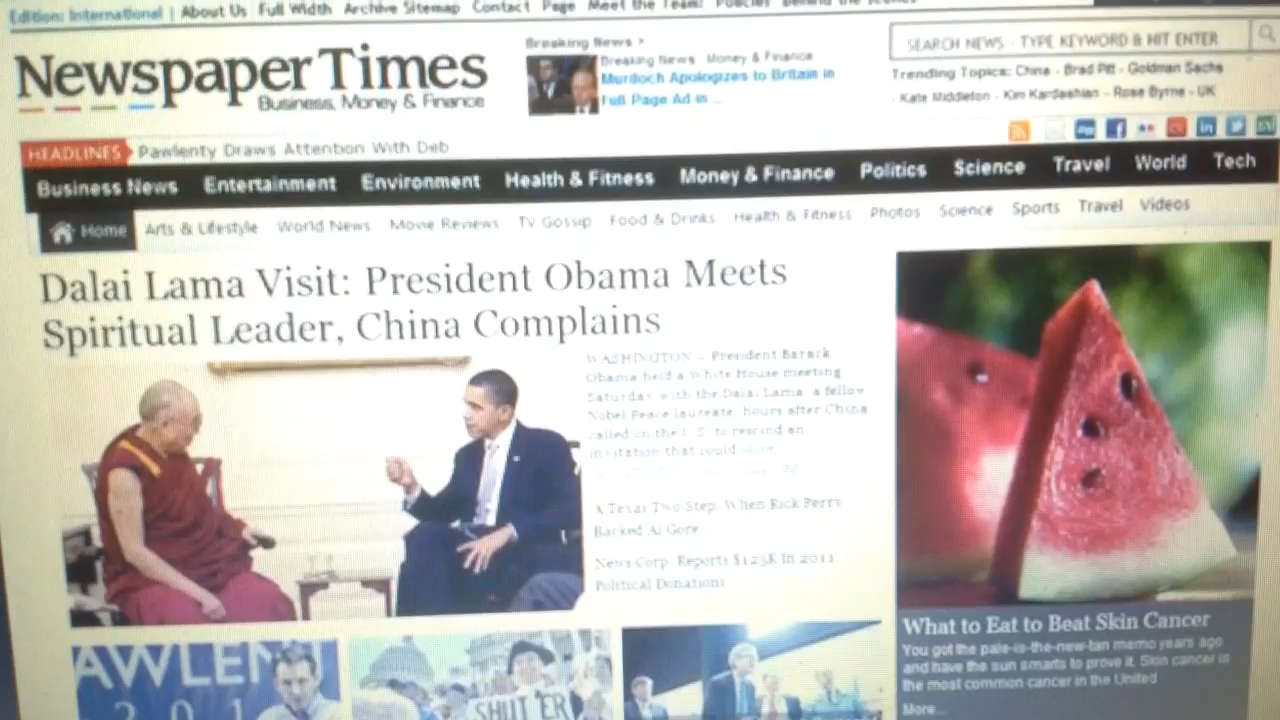 Edition: International | About Us Full Width Archive Sitemap Contact Page Meet the Team! Policies Behind the Scenes
Newspaper Times
Business, Money & Finance
Breaking News >
Breaking News Money & Finance
Murdoch Apologizes to Britain in
Full Page Ad in ...
SEARCH NEWS - TYPE KEYWORD & HIT ENTER
Trending Topics: China - Brad Pitt - Goldman Sachs
- Kate Middleton - Kim Kardashian - Rose Byrne - UK
HEADLINES Pawlenty Draws Attention With Deb
Business News Entertainment Environment Health & Fitness Money & Finance Politics Science Travel World Tech
Home Arts & Lifestyle World News Movie Reviews TV Gossip Food & Drinks Health & Fitness Photos Science Sports Travel Videos
Dalai Lama Visit: President Obama Meets
Spiritual Leader, China Complains
WASHINGTON – President Barack
Obama held a White House meeting
Saturday with the Dalai Lama, a fellow
Nobel Peace laureate, hours after China
called on the U.S. to rescind an
invitation that could More
A Texas Two Step: When Rick Perry
Backed Al Gore
News Corp. Reports $125K In 2011
Political Donations
What to Eat to Beat Skin Cancer
You got the pale-is-the-new-tan memo years ago
and have the sun smarts to prove it. Skin cancer is
the most common cancer in the United
More...
AWLEN
201
SHUT 'ER